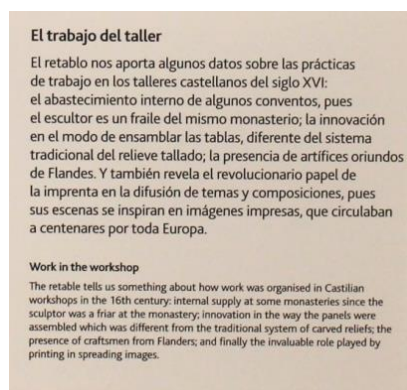 El trabajo del taller
El retablo nos aporta algunos datos sobre las prácticas
de trabajo en los talleres castellanos del siglo XVI:
el abastecimiento interno de algunos conventos, pues
el escultor es un fraile del mismo monasterio; la innovación
en el modo de ensamblar las tablas, diferente del sistema
tradicional del relieve tallado; la presencia de artífices oriundos
de Flandes. Y también revela el revolucionario papel de
la imprenta en la difusión de temas y composiciones, pues
sus escenas se inspiran en imágenes impresas, que circulaban
a centenares por toda Europa.
Work in the workshop
The retable tells us something about how work was organised in Castilian
workshops in the 16th century: internal supply at some monasteries since the
sculptor was a friar at the monastery; innovation in the way the panels were
assembled which was different from the traditional system of carved reliefs; the
presence of craftsmen from Flanders; and finally the invaluable role played by
printing in spreading images.